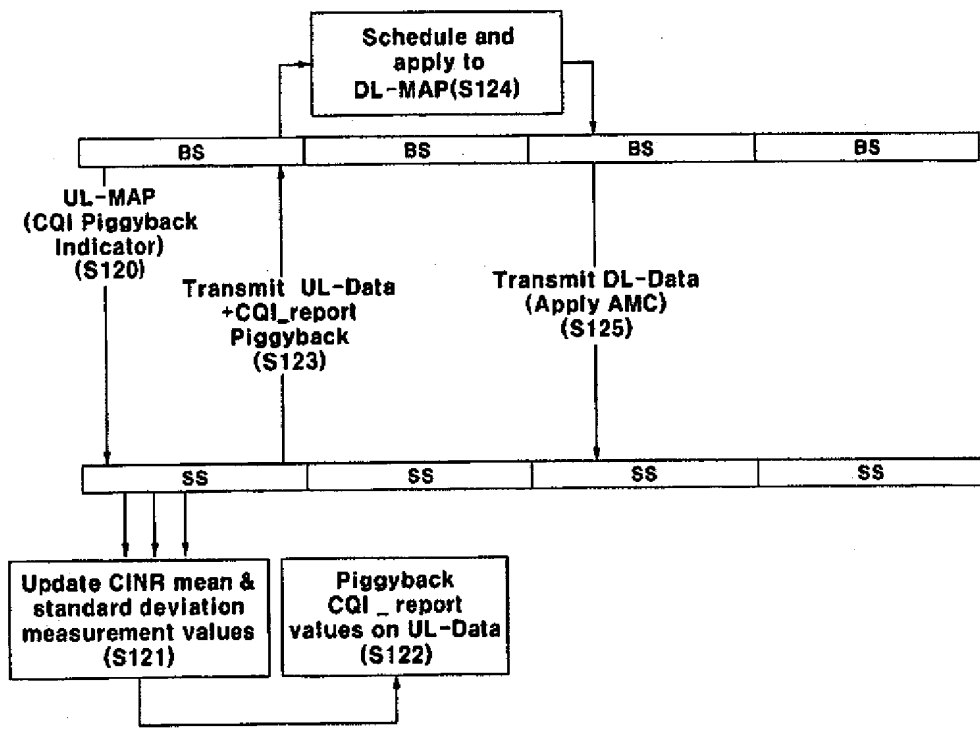 Schedule and
apply to
DL-MAP(S124)
BS BS BS BS
UL-MAP
(CQI Piggyback
Indicator)
(S120)
Transmit UL-Data
+CQI_report
Piggyback
(S123)
Transmit DL-Data
(Apply AMC)
(S125)
SS SS SS SS
Update CINR mean &
standard deviation
measurement values
(S121)
Piggyback
CQI _ report
values on UL-Data
(S122)